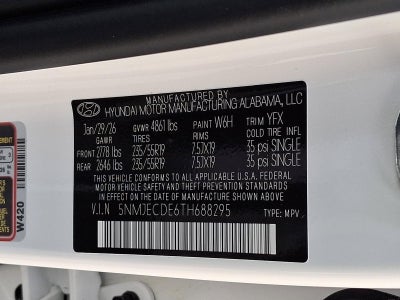 MANUFACTURED BY
HYUNDAI MOTOR MANUFACTURING ALABAMA, LLC
Jan/29/26 GVWR 4861 lbs PAINT W6H TRIM YFX
GAWR TIRES RIMS COLD TIRE INFL
FRONT 2778 lbs 235/55R19 7.5JX19 35 psi SINGLE
REAR 2646 lbs 235/55R19 7.5JX19 35 psi SINGLE
THIS VEHICLE CONFORMS TO ALL APPLICABLE U.S.A. FEDERAL
MOTOR VEHICLE SAFETY, BUMPER, AND THEFT PREVENTION
STANDARDS IN EFFECT ON THE DATE OF MANUFACTURE
SHOWN ABOVE.
V.I.N 5NMJECDE6TH688295 TYPE: MPV
W420